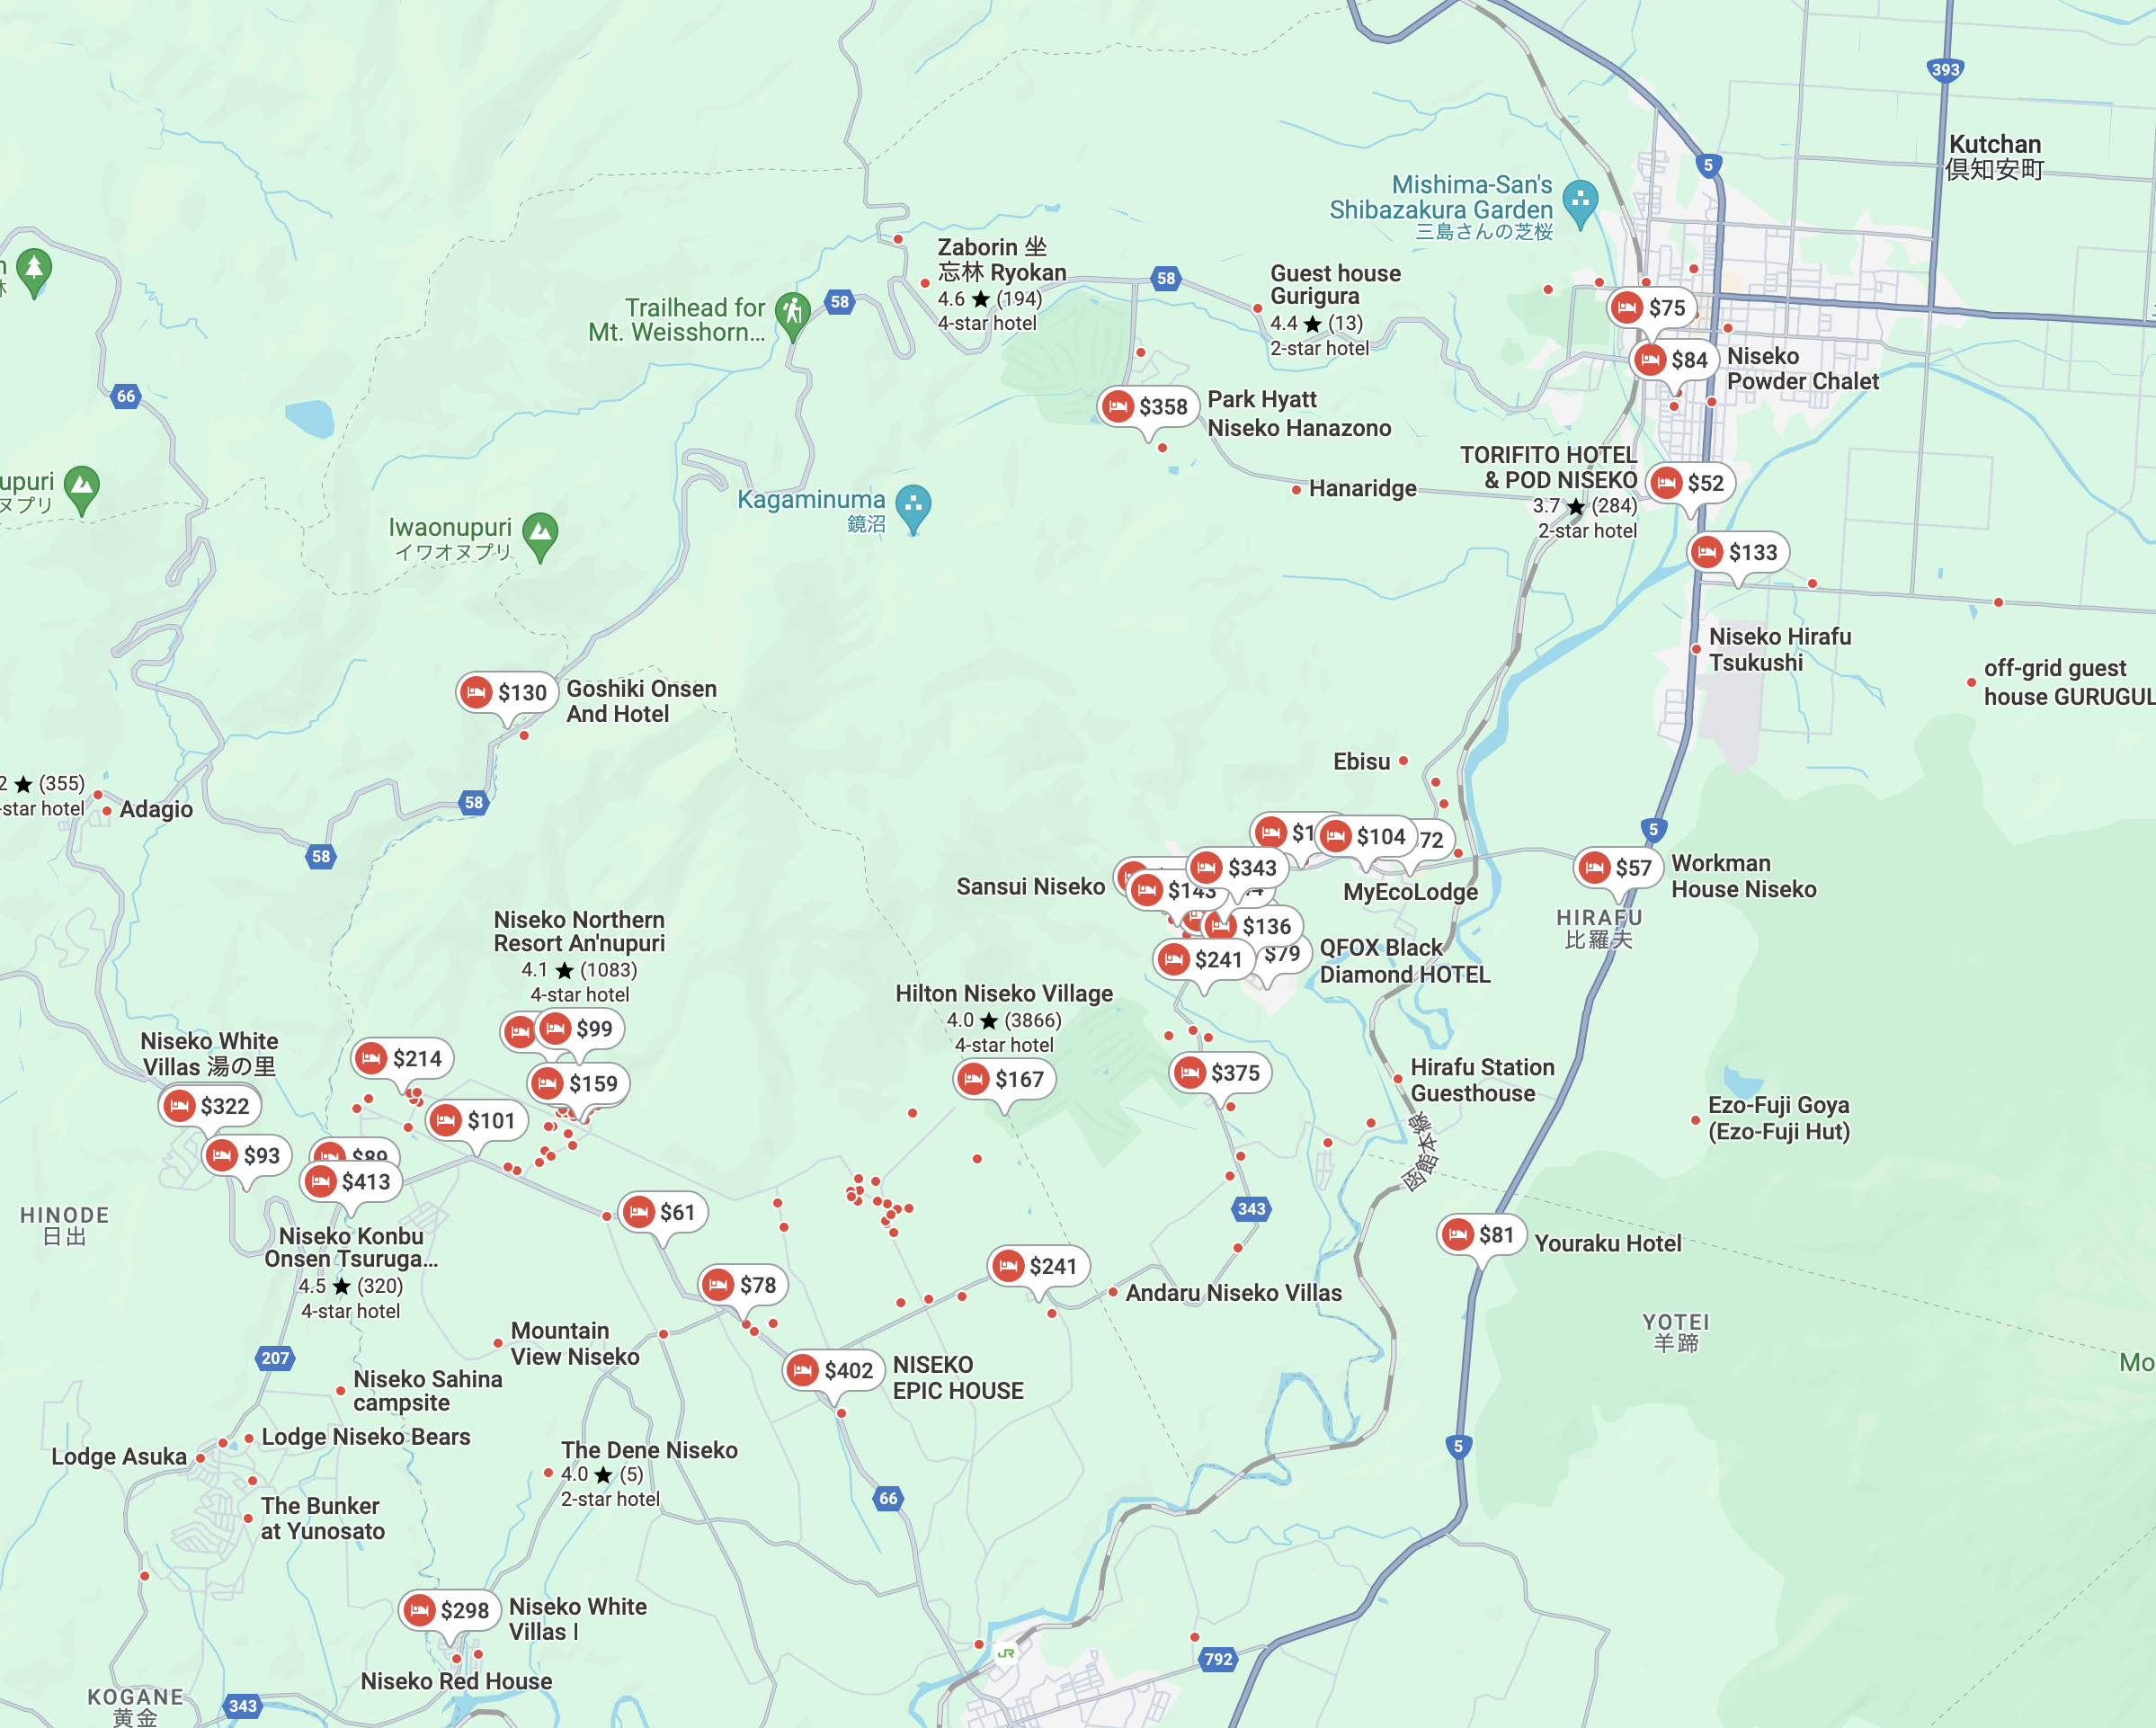 393
Kutchan
倶知安町
5
Mishima-San's
Shibazakura Garden
三島さんの芝桜
Zaborin 坐
忘林 Ryokan
4.6 ★ (194)
4-star hotel
58
Guest house
Gurigura
4.4 ★ (13)
2-star hotel
Trailhead for
Mt. Weisshorn...
58
$75
$84
Niseko
Powder Chalet
66
$358
Park Hyatt
Niseko Hanazono
TORIFITO HOTEL
& POD NISEKO
3.7 ★ (284)
2-star hotel
$52
Hanaridge
Kagaminuma
鏡沼
Iwaonupuri
イワオヌプリ
upuri
ヌプリ
$133
Niseko Hirafu
Tsukushi
off-grid guest
house GURUGUL
$130
Goshiki Onsen
And Hotel
Ebisu
2 ★ (355)
-star hotel
Adagio
58
58
5
$1
$104
72
$343
$143
4
Sansui Niseko
MyEcoLodge
$57
Workman
House Niseko
HIRAFU
比羅夫
$136
$79
$241
QFOX Black
Diamond HOTEL
Niseko Northern
Resort An'nupuri
4.1 ★ (1083)
4-star hotel
$99
$159
Hilton Niseko Village
4.0 ★ (3866)
4-star hotel
$167
$375
Hirafu Station
Guesthouse
函館本線
Niseko White
Villas 湯の里
$322
$214
$101
$93
$89
$413
Ezo-Fuji Goya
(Ezo-Fuji Hut)
HINODE
日出
Niseko Konbu
Onsen Tsuruga...
4.5 ★ (320)
4-star hotel
$61
343
$81
Youraku Hotel
$241
Andaru Niseko Villas
$78
YOTEI
羊蹄
Mo
207
Mountain
View Niseko
$402
NISEKO
EPIC HOUSE
Niseko Sahina
campsite
Lodge Niseko Bears
Lodge Asuka
The Dene Niseko
4.0 ★ (5)
2-star hotel
5
66
The Bunker
at Yunosato
$298
Niseko White
Villas I
Niseko Red House
JR
792
KOGANE
黄金
343